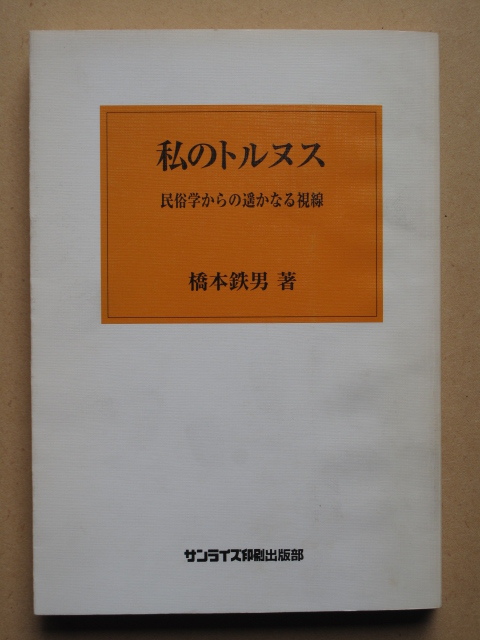 私のトルヌス
民俗学からの遥かなる視線
橋本鉄男 著
サンライズ印刷出版部